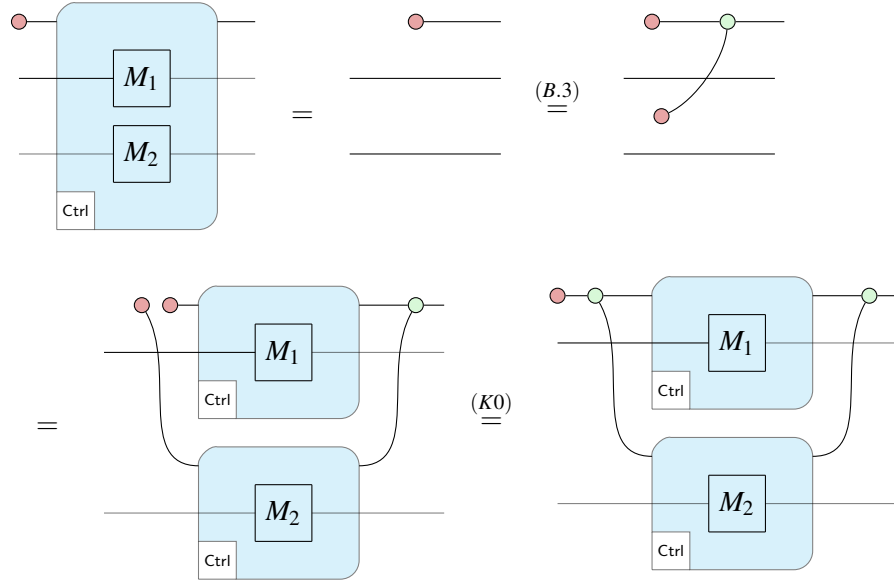 M₁
M₂
Ctrl
=
(B.3)
=
=
M₁
Ctrl
M₂
Ctrl
(K0)
=
M₁
Ctrl
M₂
Ctrl